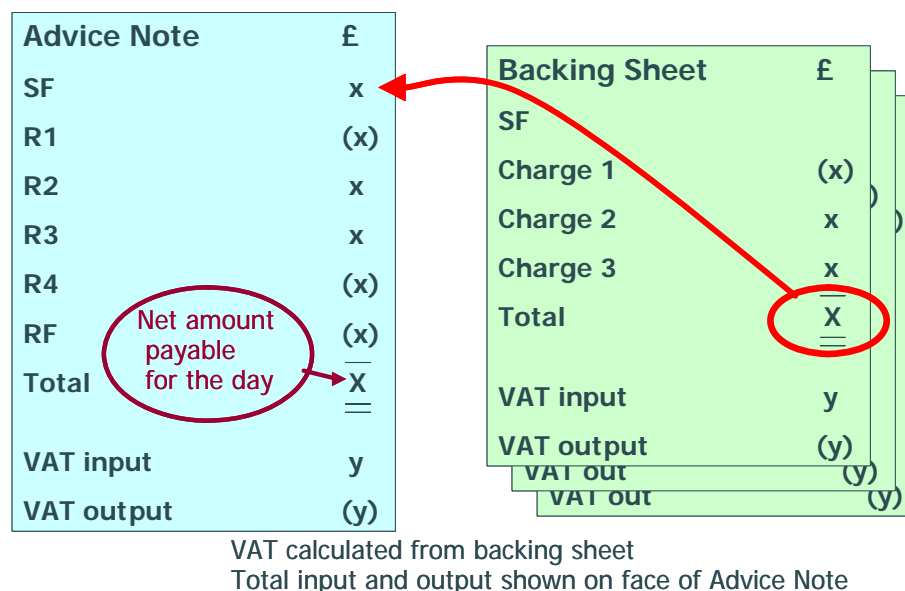 Advice Note £
SF x
R1 (x)
R2 x
R3 x
R4 (x)
RF (x)
Total X
VAT input y
VAT output (y)
Net amount
payable
for the day
Backing Sheet £
SF
Charge 1 (x)
Charge 2 x
Charge 3 x
Total X
VAT input y
VAT output (y)
)
)
VAT out (y)
VAT out (y)
VAT calculated from backing sheet
Total input and output shown on face of Advice Note